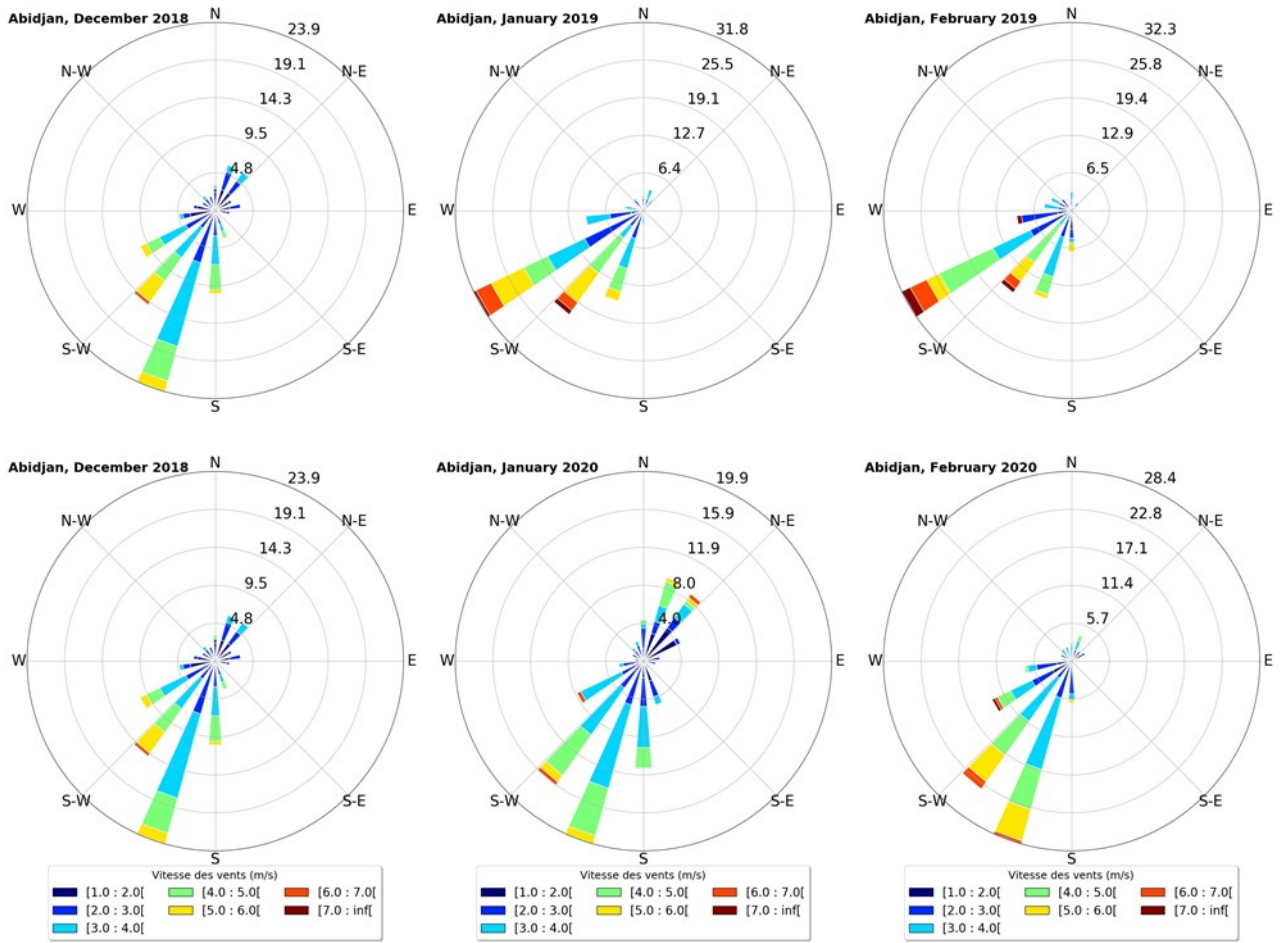 Abidjan, December 2018
N
23.9
19.1
14.3
9.5
4.8
N-W
N-E
W
E
S-W
S-E
S
Abidjan, January 2019
N
31.8
25.5
19.1
12.7
6.4
N-W
N-E
W
E
S-W
S-E
S
Abidjan, February 2019
N
32.3
25.8
19.4
12.9
6.5
N-W
N-E
W
E
S-W
S-E
S
Abidjan, December 2018
N
23.9
19.1
14.3
9.5
4.8
N-W
N-E
W
E
S-W
S-E
S
Abidjan, January 2020
N
19.9
15.9
11.9
8.0
4.0
N-W
N-E
W
E
S-W
S-E
S
Abidjan, February 2020
N
28.4
22.8
17.1
11.4
5.7
N-W
N-E
W
E
S-W
S-E
S
Vitesse des vents (m/s)
[1.0 : 2.0[ [4.0 : 5.0[ [6.0 : 7.0[
[2.0 : 3.0[ [5.0 : 6.0[ [7.0 : inf[
[3.0 : 4.0[
Vitesse des vents (m/s)
[1.0 : 2.0[ [4.0 : 5.0[ [6.0 : 7.0[
[2.0 : 3.0[ [5.0 : 6.0[ [7.0 : inf[
[3.0 : 4.0[
Vitesse des vents (m/s)
[1.0 : 2.0[ [4.0 : 5.0[ [6.0 : 7.0[
[2.0 : 3.0[ [5.0 : 6.0[ [7.0 : inf[
[3.0 : 4.0[